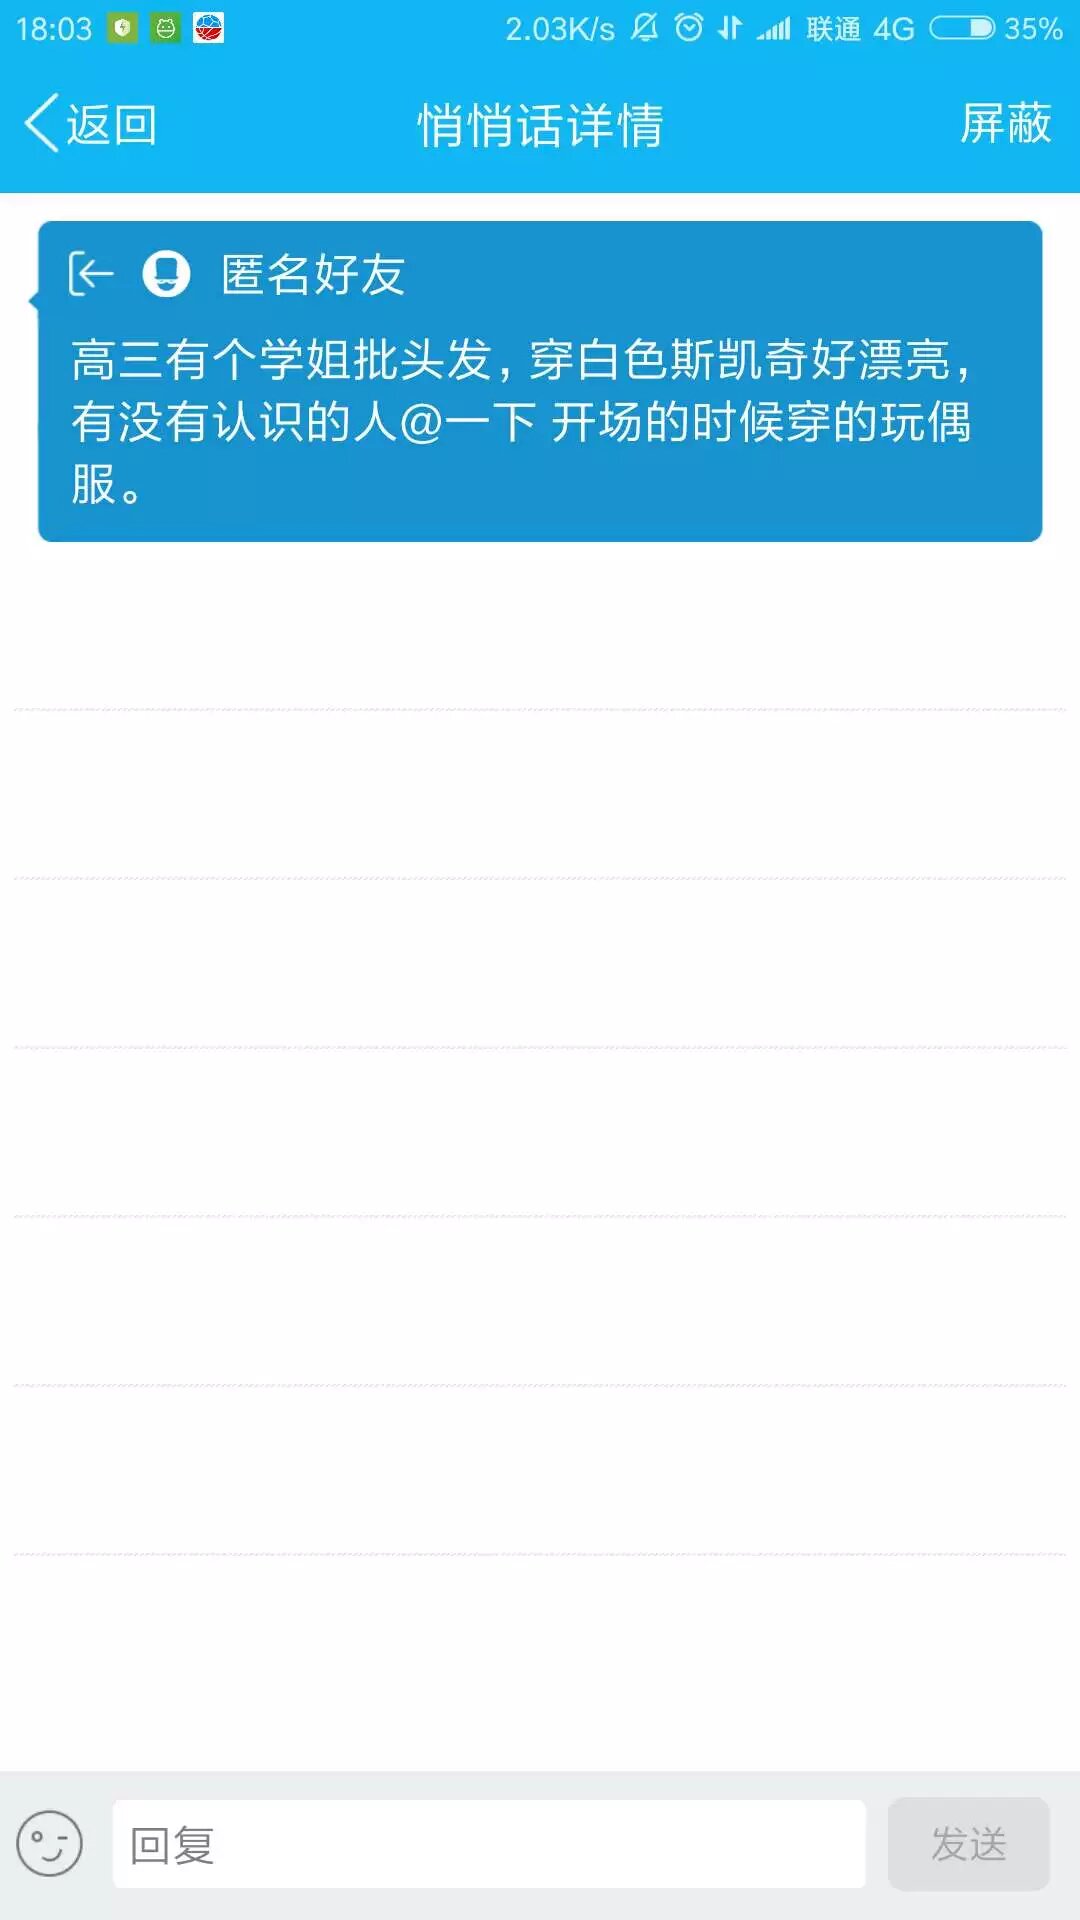 18:03 2.03K/s 联通 4G 35%
返回 悄悄话详情 屏蔽
匿名好友
高三有个学姐批头发,穿白色斯凯奇好漂亮,
有没有认识的人@一下 开场的时候穿的玩偶
服。
回复 发送